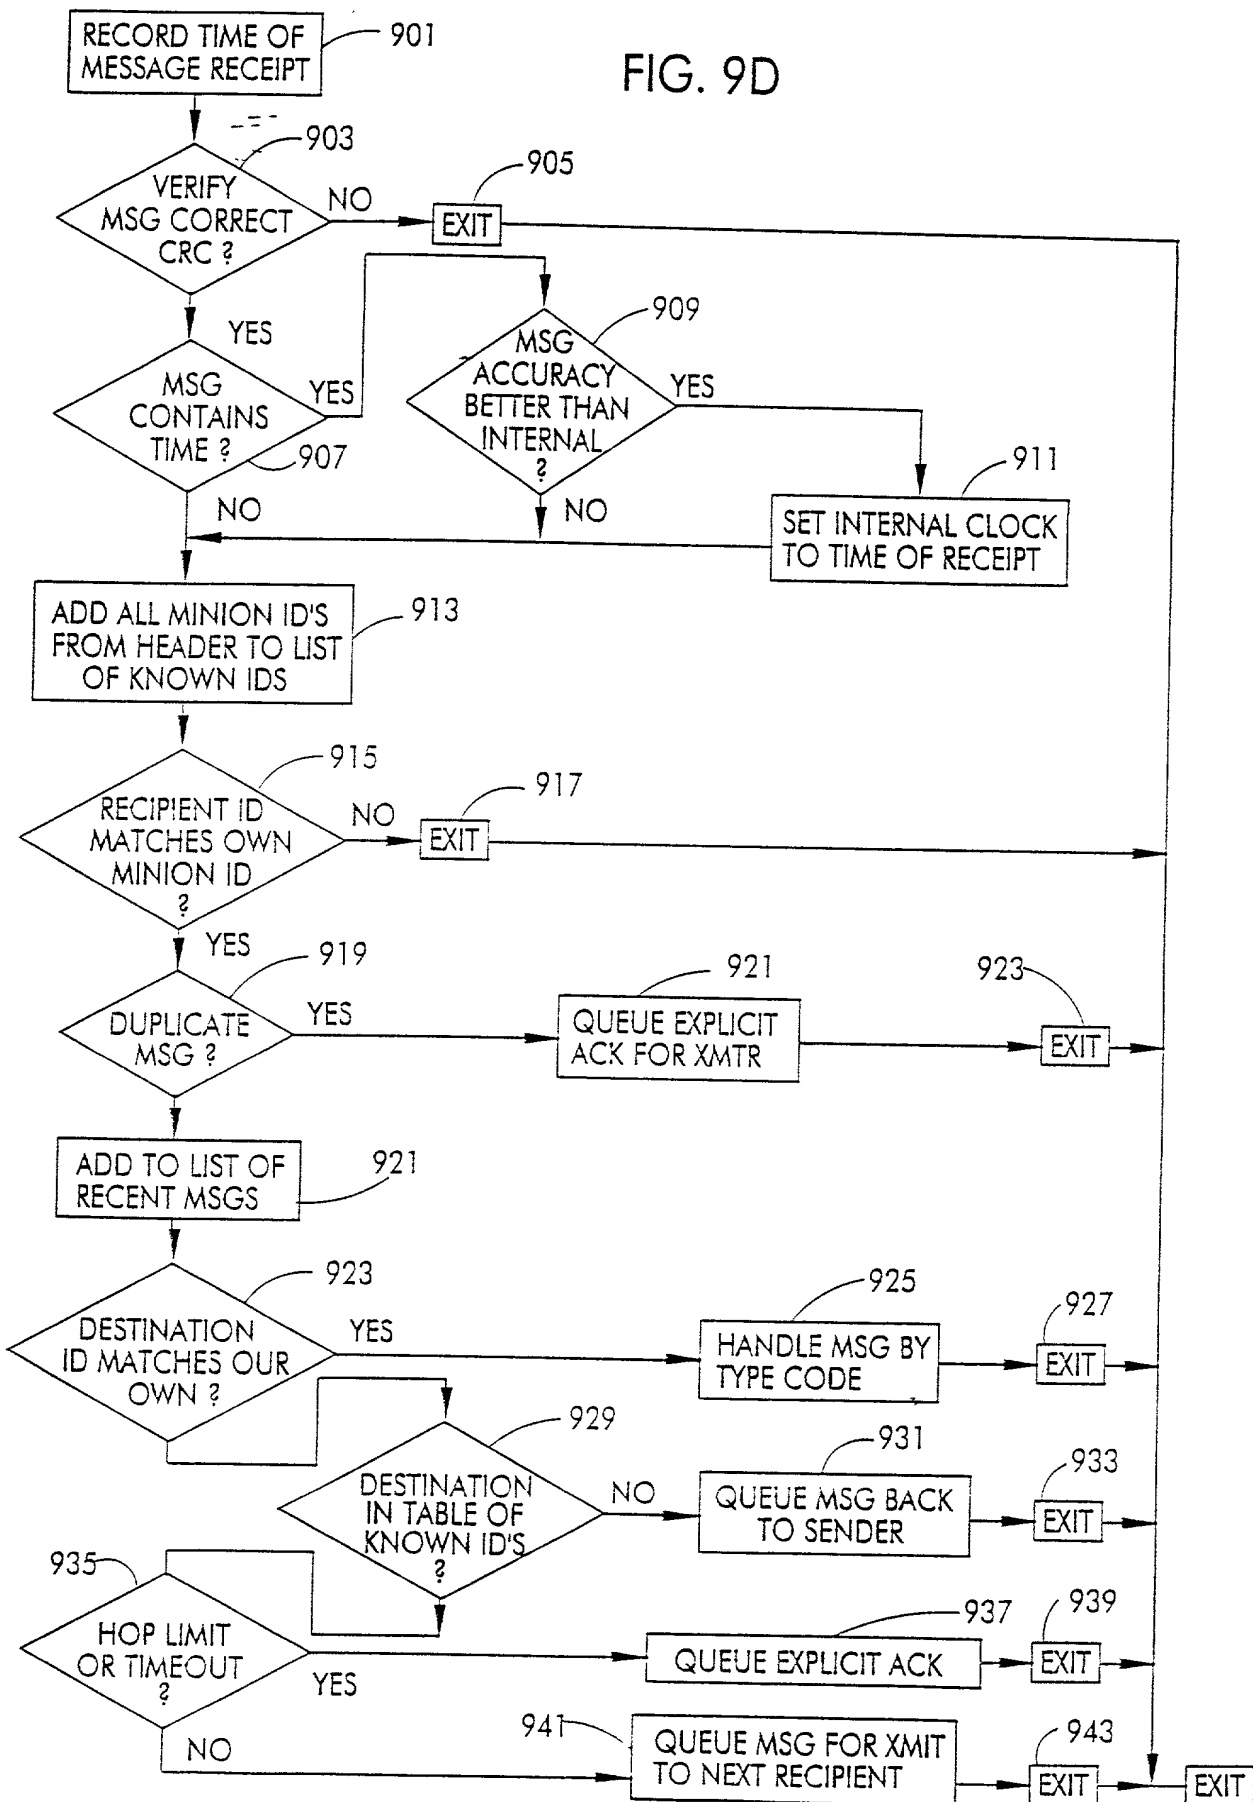 RECORD TIME OF
MESSAGE RECEIPT
901
FIG. 9D
903
VERIFY
MSG CORRECT
CRC ?
NO
905
EXIT
YES
909
MSG
ACCURACY
BETTER THAN
INTERNAL
?
YES
MSG
CONTAINS
TIME ?
YES
907
NO
NO
911
SET INTERNAL CLOCK
TO TIME OF RECEIPT
ADD ALL MINION ID'S
FROM HEADER TO LIST
OF KNOWN IDS
913
915
RECIPIENT ID
MATCHES OWN
MINION ID
?
NO
917
EXIT
YES
919
DUPLICATE
MSG ?
YES
921
QUEUE EXPLICIT
ACK FOR XMTR
923
EXIT
ADD TO LIST OF
RECENT MSGS
921
923
DESTINATION
ID MATCHES OUR
OWN ?
YES
925
HANDLE MSG BY
TYPE CODE
927
EXIT
929
DESTINATION
IN TABLE OF
KNOWN ID'S
?
NO
931
QUEUE MSG BACK
TO SENDER
933
EXIT
935
HOP LIMIT
OR TIMEOUT
?
YES
937
QUEUE EXPLICIT ACK
939
EXIT
NO
941
QUEUE MSG FOR XMIT
TO NEXT RECIPIENT
943
EXIT
EXIT